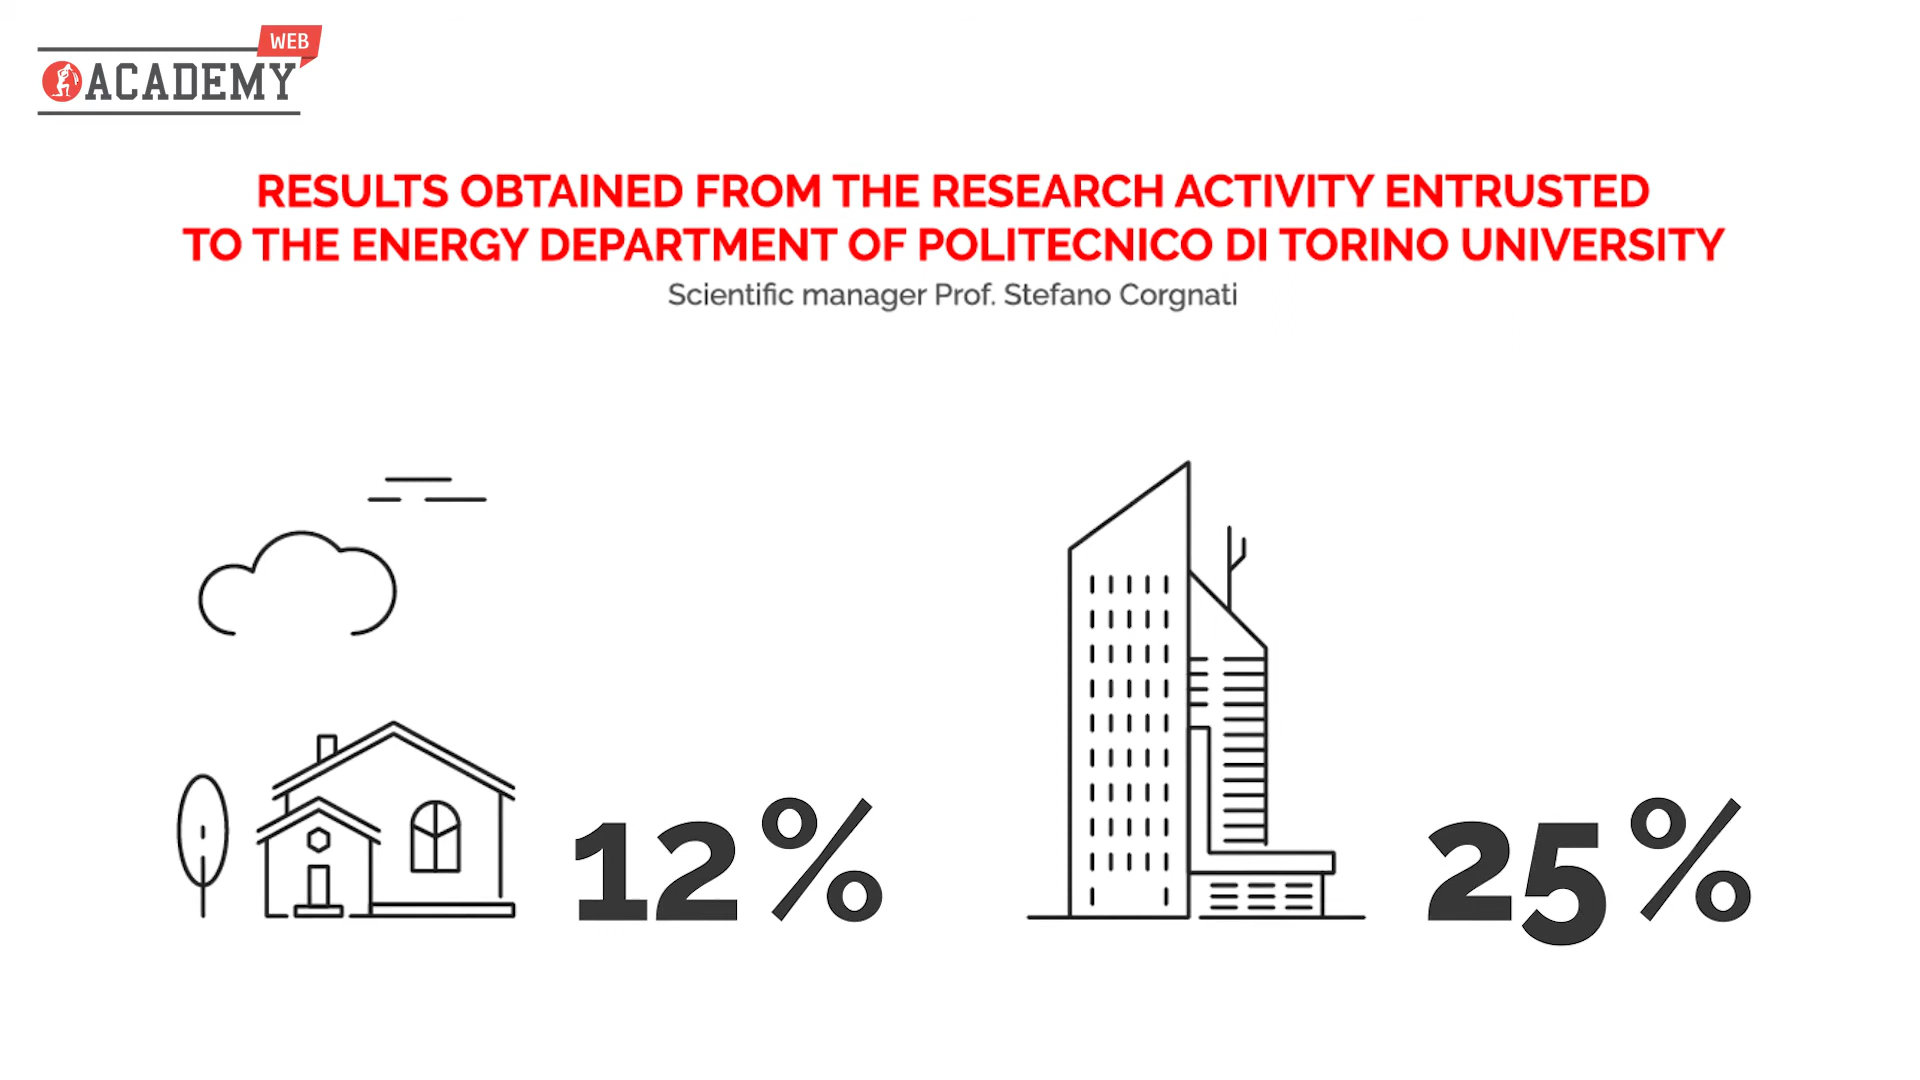 WEB
ACADEMY
RESULTS OBTAINED FROM THE RESEARCH ACTIVITY ENTRUSTED
TO THE ENERGY DEPARTMENT OF POLITECNICO DI TORINO UNIVERSITY
Scientific manager Prof. Stefano Corgnati
12%
25%